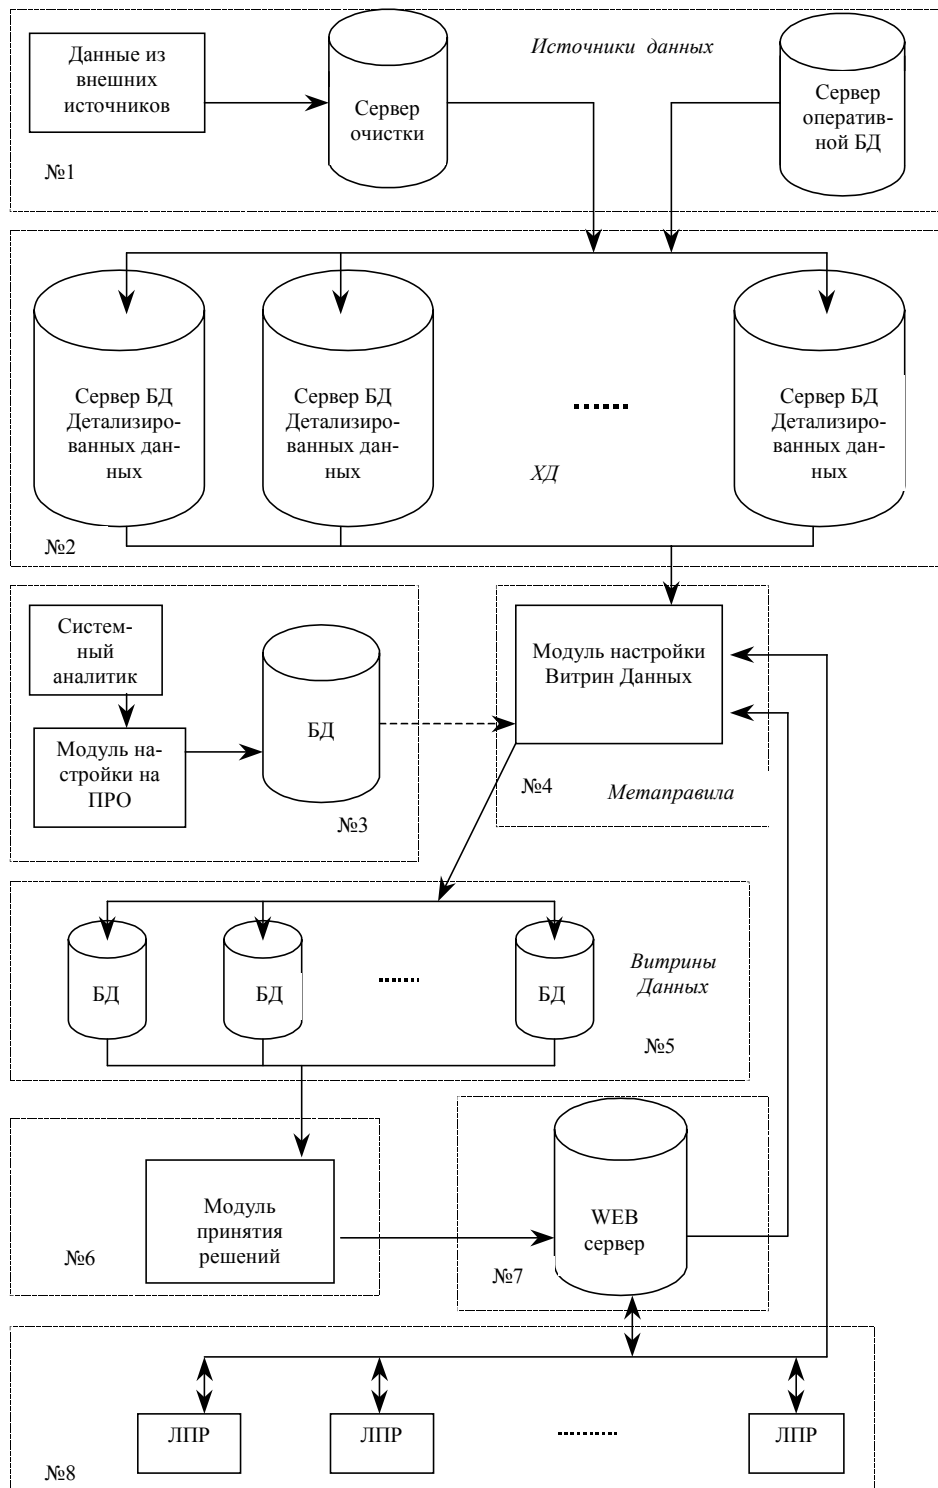 Источники данных
Данные из
внешних
источников
Сервер
очистки
Сервер
оператив-
ной БД
№1
Сервер БД
Детализиро-
ванных дан-
ных
Сервер БД
Детализиро-
ванных дан-
ных
Сервер БД
Детализиро-
ванных дан-
ных
ХД
№2
Систем-
ный
аналитик
Модуль на-
стройки на
ПРО
БД
№3
Модуль настройки
Витрин Данных
№4
Метаправила
БД
БД
БД
Витрины
Данных
№5
Модуль
принятия
решений
№6
WEB
сервер
№7
ЛПР
ЛПР
ЛПР
№8